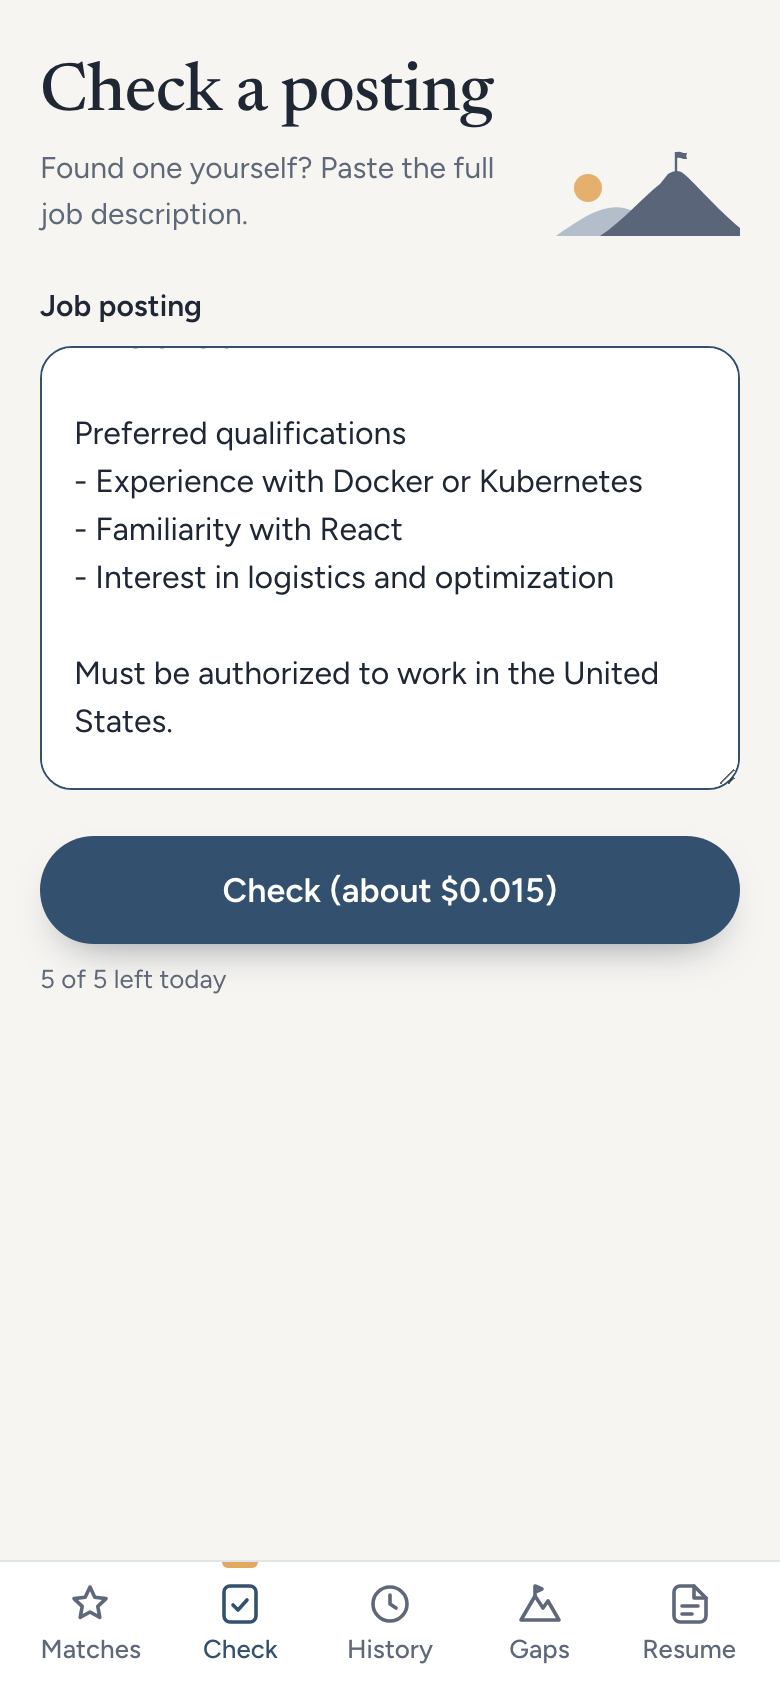 Check a posting
Found one yourself? Paste the full
job description.
Job posting
Preferred qualifications
- Experience with Docker or Kubernetes
- Familiarity with React
- Interest in logistics and optimization
Must be authorized to work in the United
States.
Check (about $0.015)
5 of 5 left today
Matches
Check
History
Gaps
Resume